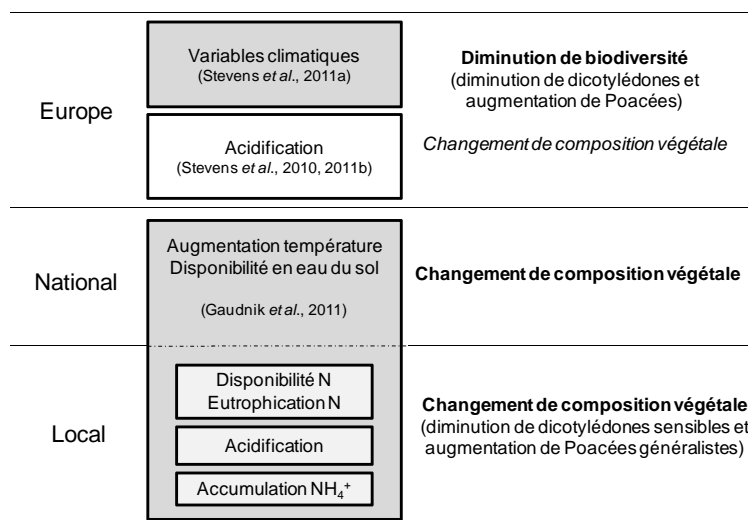 Europe
Variables climatiques
(Stevens et al., 2011a)
Acidification
(Stevens et al., 2010, 2011b)
Diminution de biodiversité
(diminution de dicotylédones et
augmentation de Poacées)
Changement de composition végétale
National
Augmentation température
Disponibilité en eau du sol
(Gaudnik et al., 2011)
Changement de composition végétale
Local
Disponibilité N
Eutrophication N
Acidification
Accumulation NH₄⁺
Changement de composition végétale
(diminution de dicotylédones sensibles et
augmentation de Poacées généralistes)